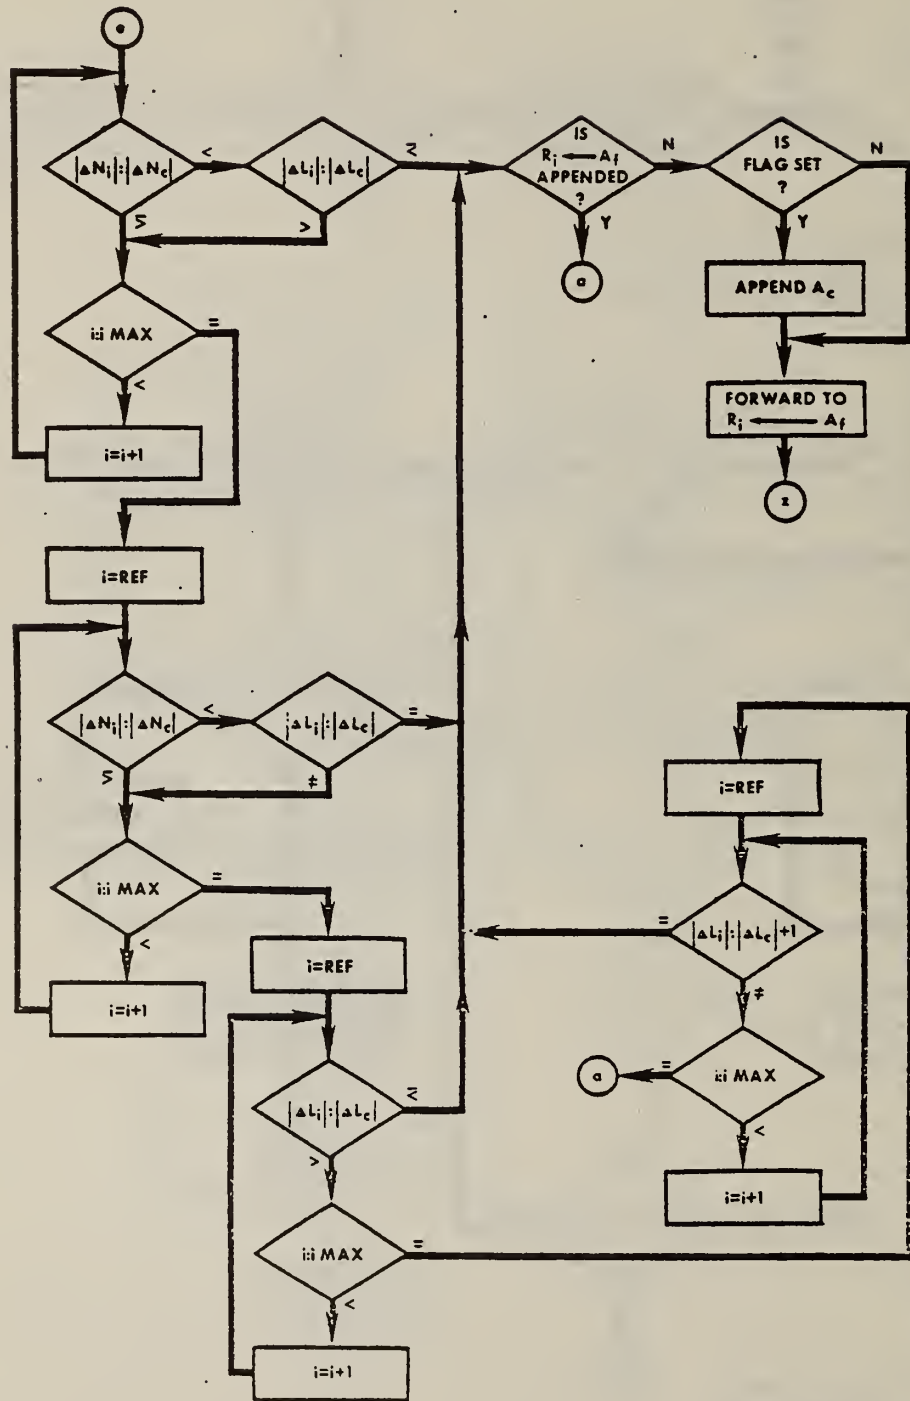 e
|ΔNi|:|ΔNc|
<
|ΔLi|:|ΔLc|
≤
IS
Ri ← Af
APPENDED
?
N
IS
FLAG SET
?
N
≥
>
Y
Y
a
APPEND Ac
i:i MAX
=
<
FORWARD TO
Ri ← Af
i=i+1
z
i=REF
|ΔNi|:|ΔNc|
<
|ΔLi|:|ΔLc|
=
≥
≠
i=REF
i:i MAX
=
<
i=REF
=
|ΔLi|:|ΔLc|+1
≠
i=i+1
a
=
i:i MAX
<
|ΔLi|:|ΔLc|
≤
>
i=i+1
i:i MAX
=
<
i=i+1